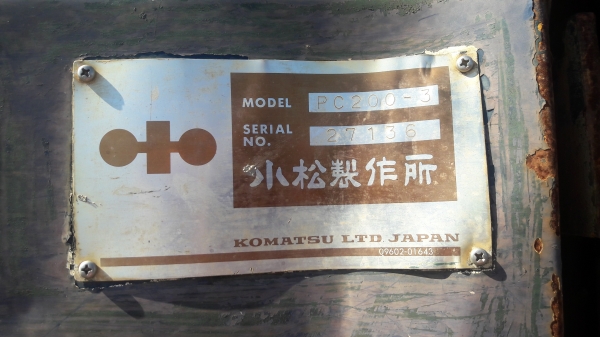 MODEL PC200-3
SERIAL NO. 27136
小松製作所
KOMATSU LTD. JAPAN
09602-01643